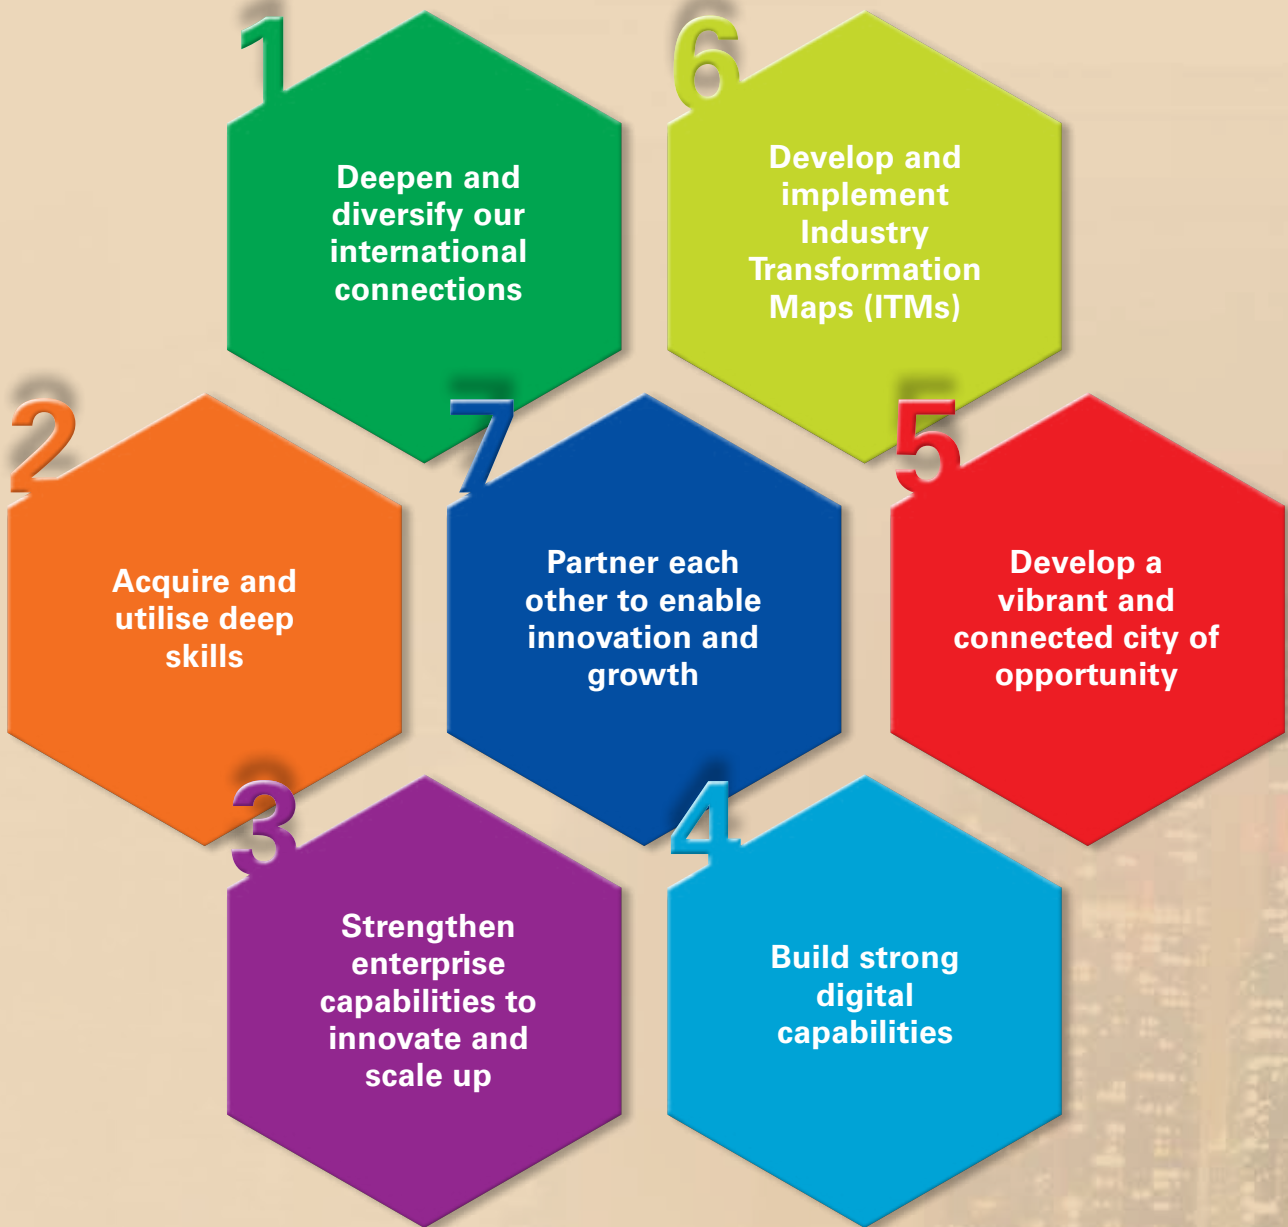 1
Deepen and
diversify our
international
connections
2
Acquire and
utilise deep
skills
3
Strengthen
enterprise
capabilities to
innovate and
scale up
4
Build strong
digital
capabilities
5
Develop a
vibrant and
connected city of
opportunity
6
Develop and
implement
Industry
Transformation
Maps (ITMs)
7
Partner each
other to enable
innovation and
growth